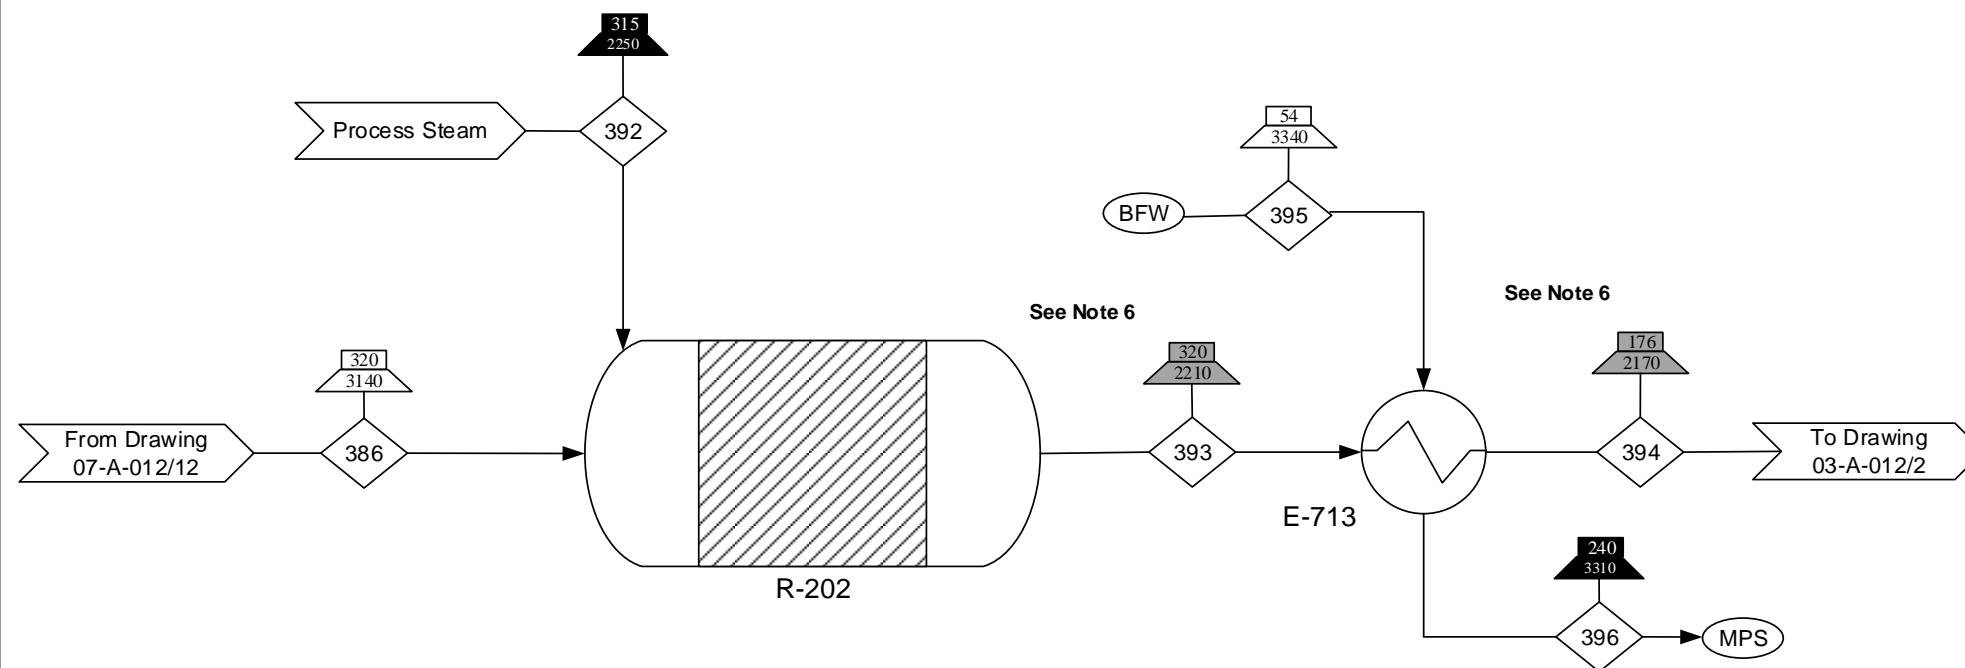 315
2250
Process Steam
392
54
3340
BFW
395
See Note 6
See Note 6
320
3140
320
2210
176
2170
From Drawing
07-A-012/12
386
393
394
To Drawing
03-A-012/2
E-713
R-202
240
3310
396
MPS